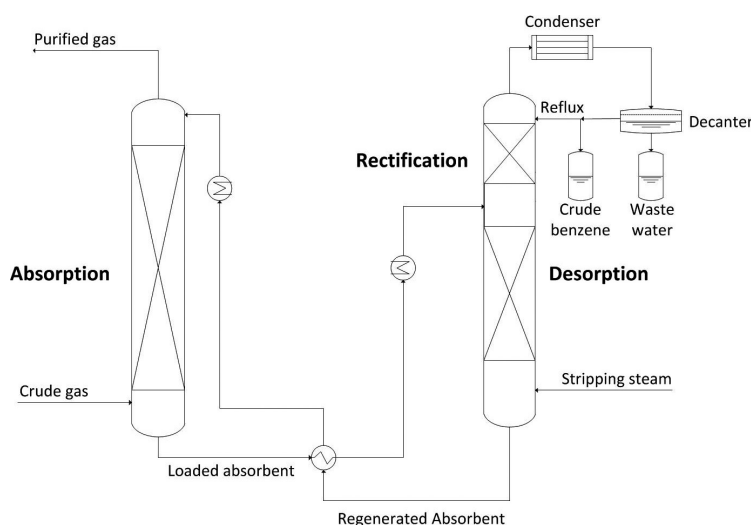 Condenser
Purified gas
Reflux
Decanter
Rectification
Crude
benzene
Waste
water
Absorption
Desorption
Crude gas
Stripping steam
Loaded absorbent
Regenerated Absorbent